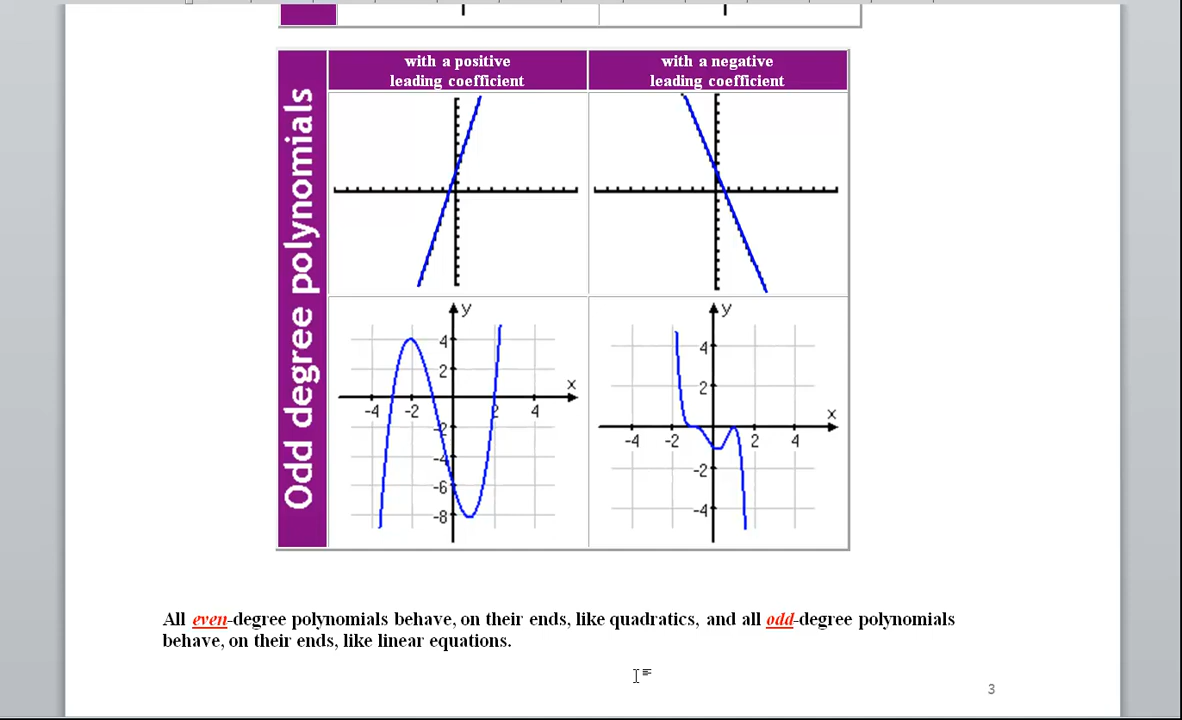 with a positive
leading coefficient
with a negative
leading coefficient
Odd degree polynomials
y
4
2
x
-4 -2 2 4
-2
-4
-6
-8
y
4
2
x
-4 -2 2 4
-2
-4
All even-degree polynomials behave, on their ends, like quadratics, and all odd-degree polynomials
behave, on their ends, like linear equations.
3